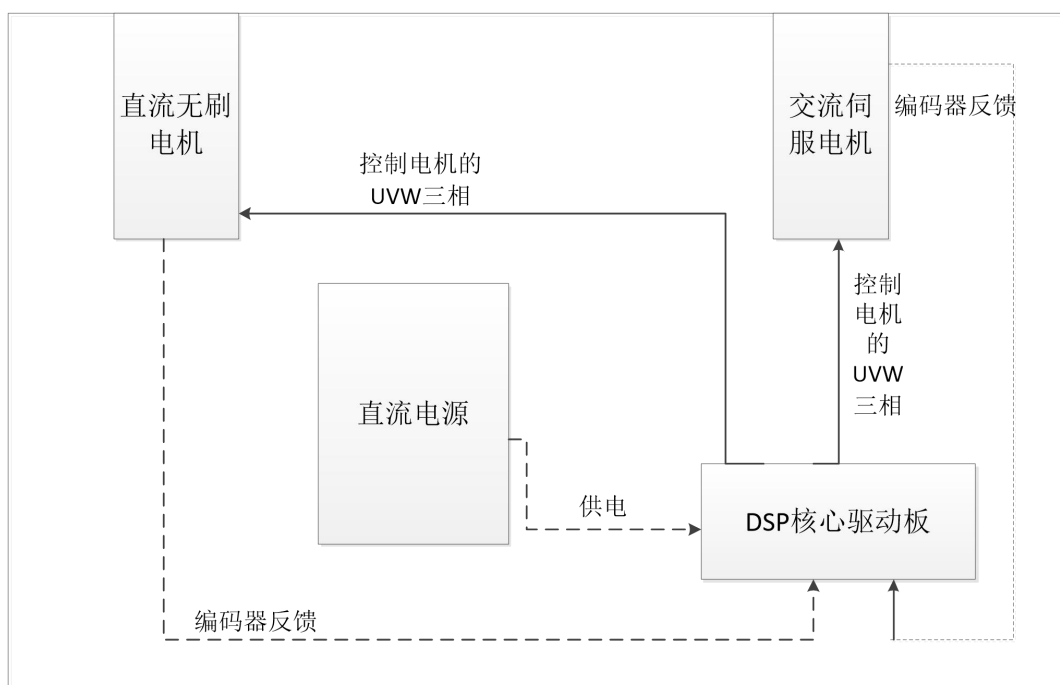 直流无刷
电机
交流伺
服电机
编码器反馈
控制电机的
UVW三相
控制
电机
的
UVW
三相
直流电源
供电
DSP核心驱动板
编码器反馈